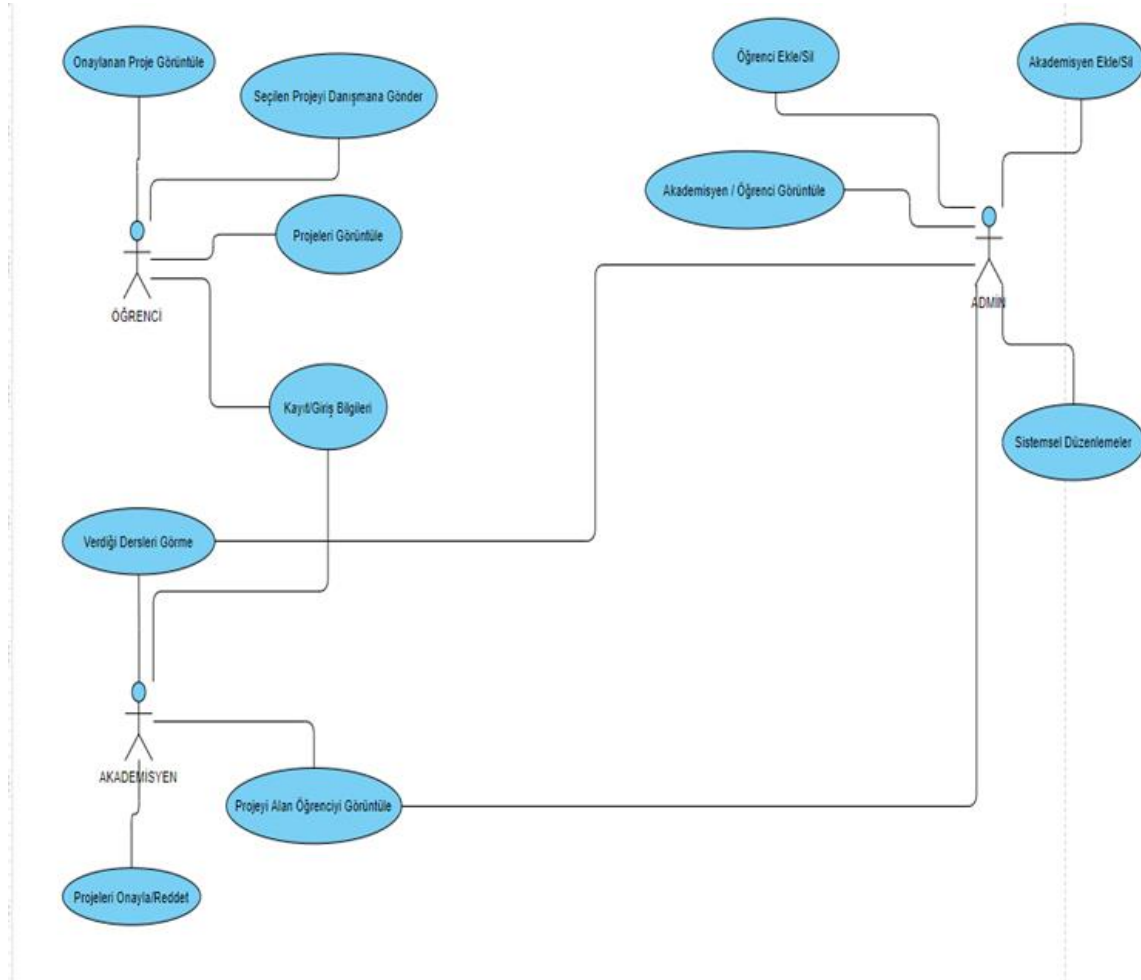 Onaylanan Proje Görüntüle
Seçilen Projeyi Danışmana Gönder
Projeleri Görüntüle
ÖĞRENCİ
Kayıt/Giriş Bilgileri
Öğrenci Ekle/Sil
Akademisyen Ekle/Sil
Akademisyen / Öğrenci Görüntüle
ADMİN
Sistemsel Düzenlemeler
Verdiği Dersleri Görme
AKADEMİSYEN
Projeyi Alan Öğrenciyi Görüntüle
Projeleri Onayla/Reddet